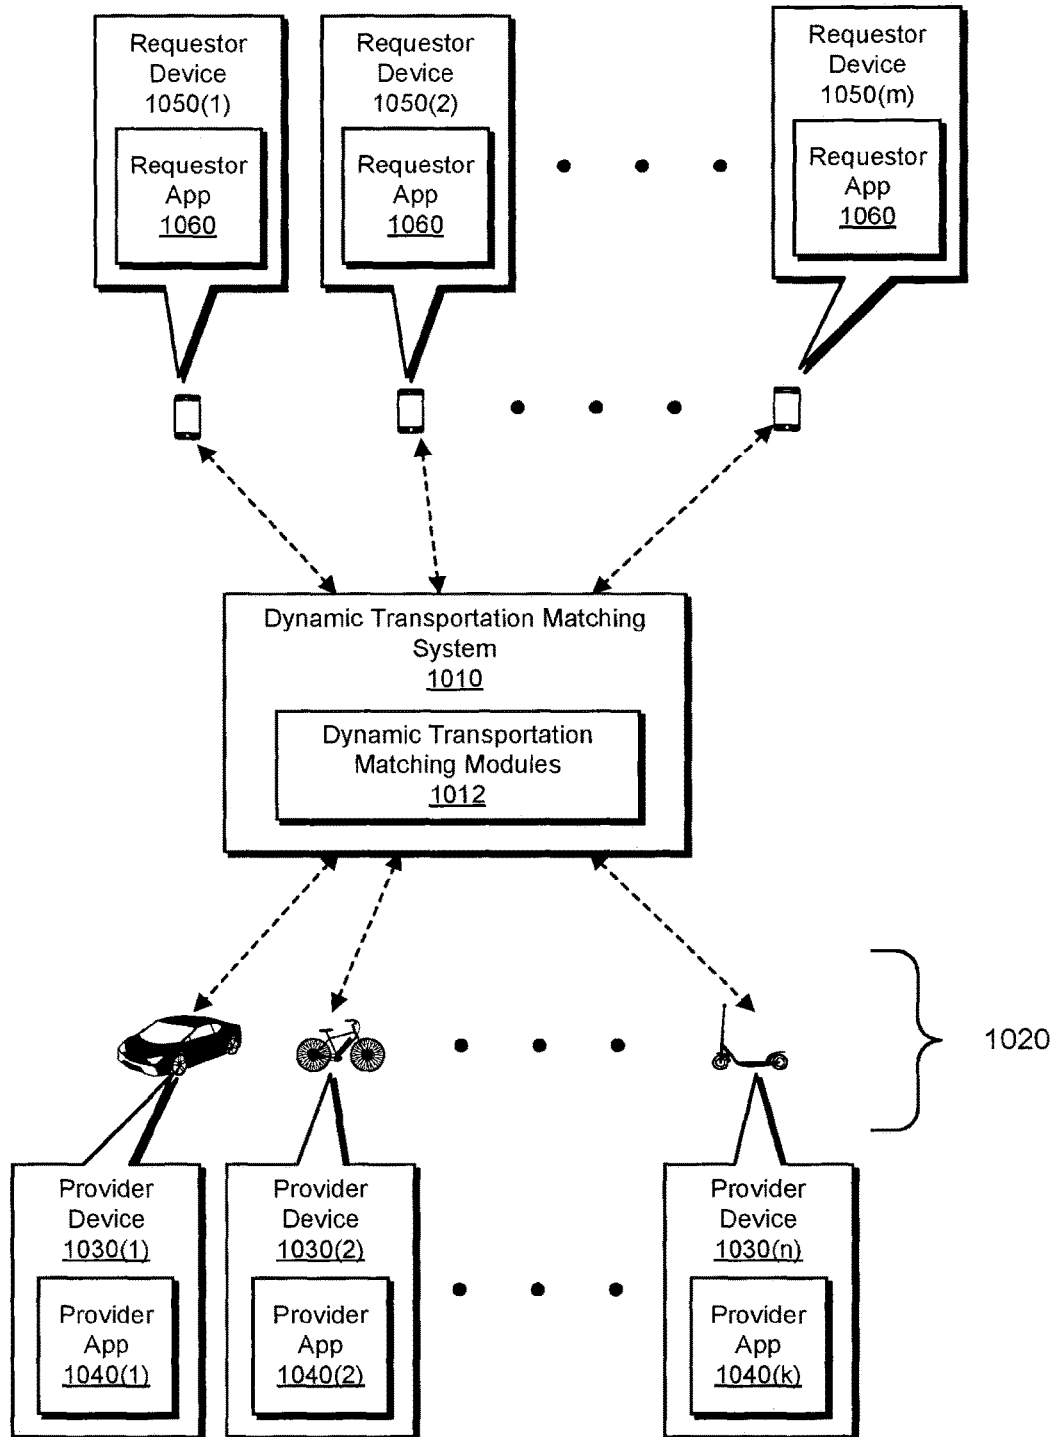 Requestor
Device
1050(1)
Requestor
App
1060
Requestor
Device
1050(2)
Requestor
App
1060
Requestor
Device
1050(m)
Requestor
App
1060
Dynamic Transportation Matching
System
1010
Dynamic Transportation
Matching Modules
1012
1020
Provider
Device
1030(1)
Provider
App
1040(1)
Provider
Device
1030(2)
Provider
App
1040(2)
Provider
Device
1030(n)
Provider
App
1040(k)